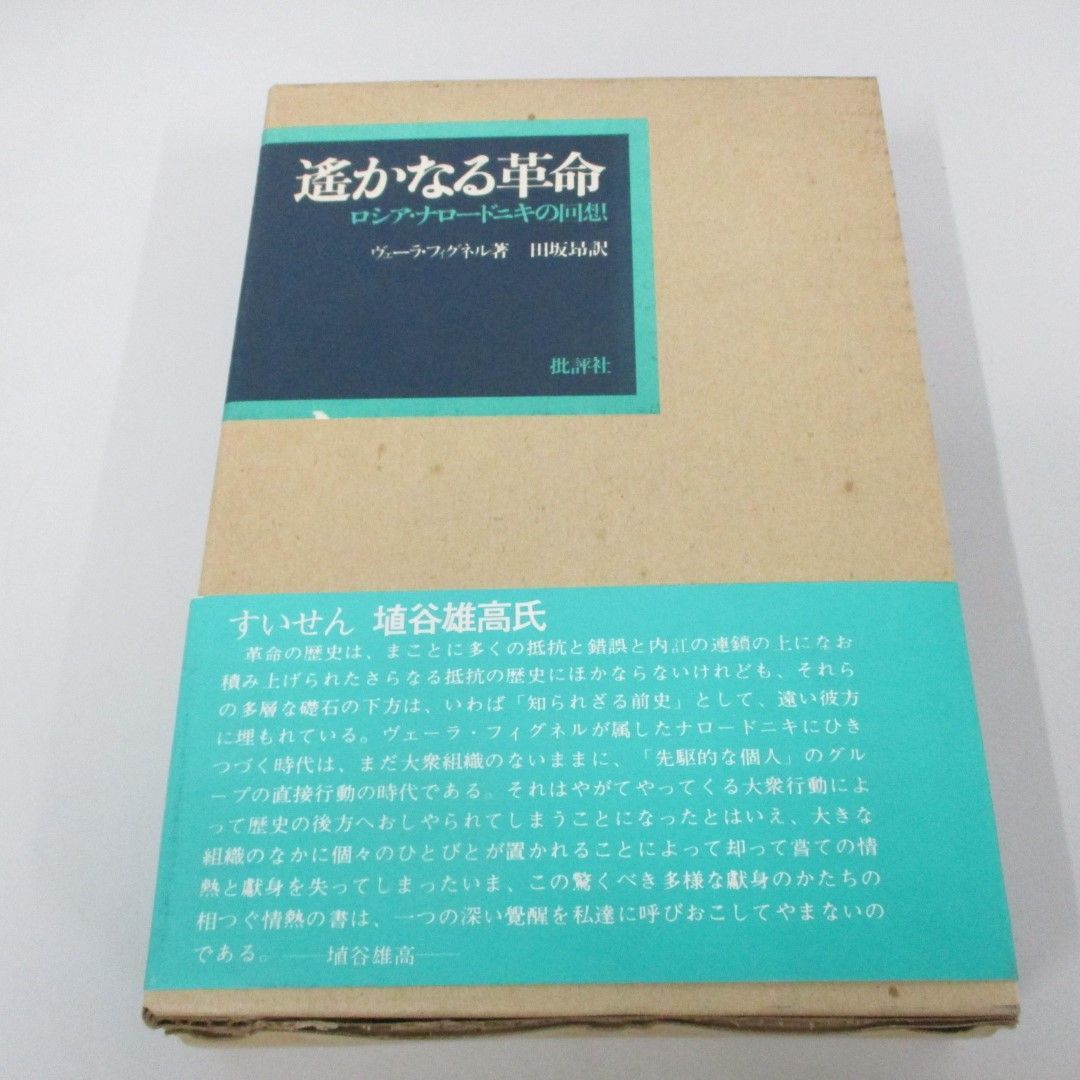 遙かなる革命
ロシア・ナロードニキの回想
ヴェーラ・フィグネル著 田坂昻訳
批評社
すいせん 埴谷雄高氏
革命の歴史は、まことに多くの抵抗と錯誤と内訌の連鎖の上になお
積み上げられたさらなる抵抗の歴史にほかならないけれども、それら
の多層な礎石の下方は、いわば「知られざる前史」として、遠い彼方
に埋もれている。ヴェーラ・フィグネルが属したナロードニキにひき
つづく時代は、まだ大衆組織のないままに、「先駆的な個人」のグル
ープの直接行動の時代である。それはやがてやってくる大衆行動によ
って歴史の後方へおしやられてしまうことになったとはいえ、大きな
組織のなかに個々のひとびとが置かれることによって却って嘗ての情
熱と獻身を失ってしまったいま、この驚くべき多様な獻身のかたちの
相つぐ情熱の書は、一つの深い覺醒を私達に呼びおこしてやまないの
である。——埴谷雄高——